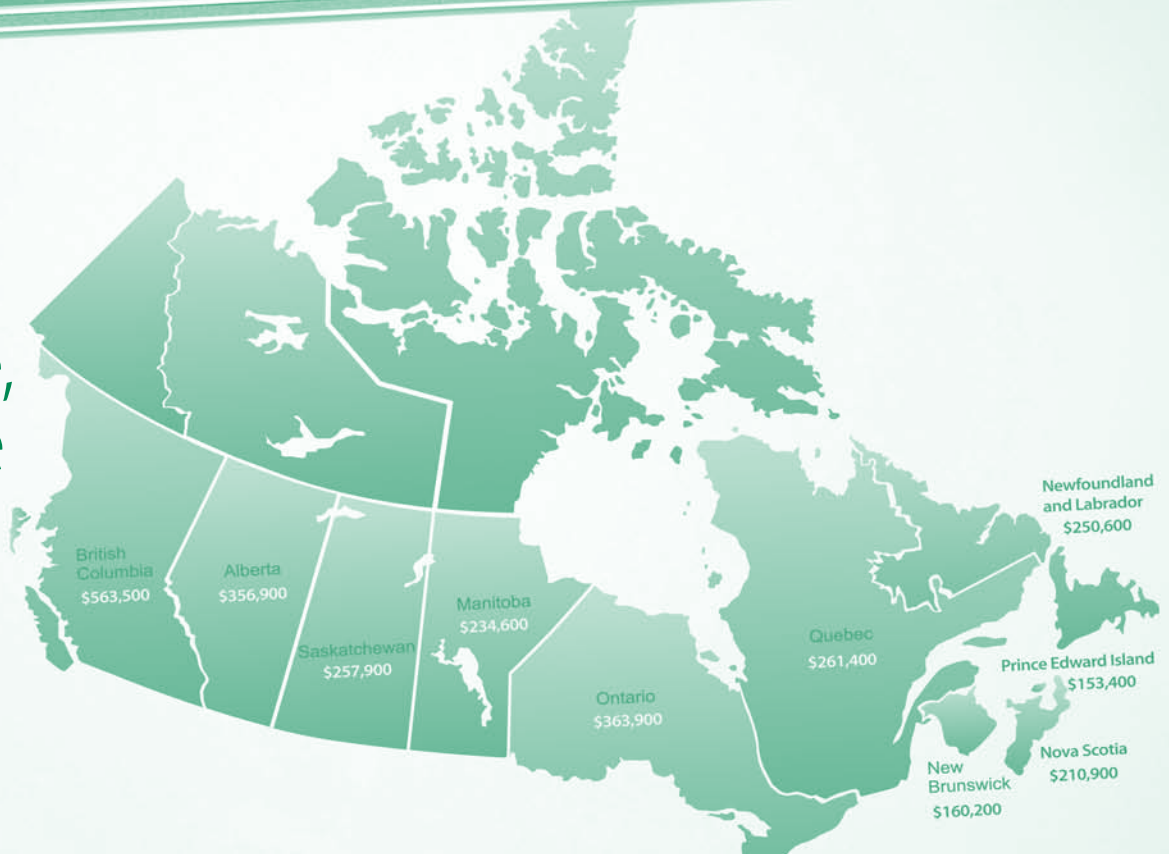 Newfoundland
and Labrador
$250,600
British
Columbia
$563,500
Alberta
$356,900
Manitoba
$234,600
Saskatchewan
$257,900
Quebec
$261,400
Prince Edward Island
$153,400
Ontario
$363,900
Nova Scotia
$210,900
New
Brunswick
$160,200